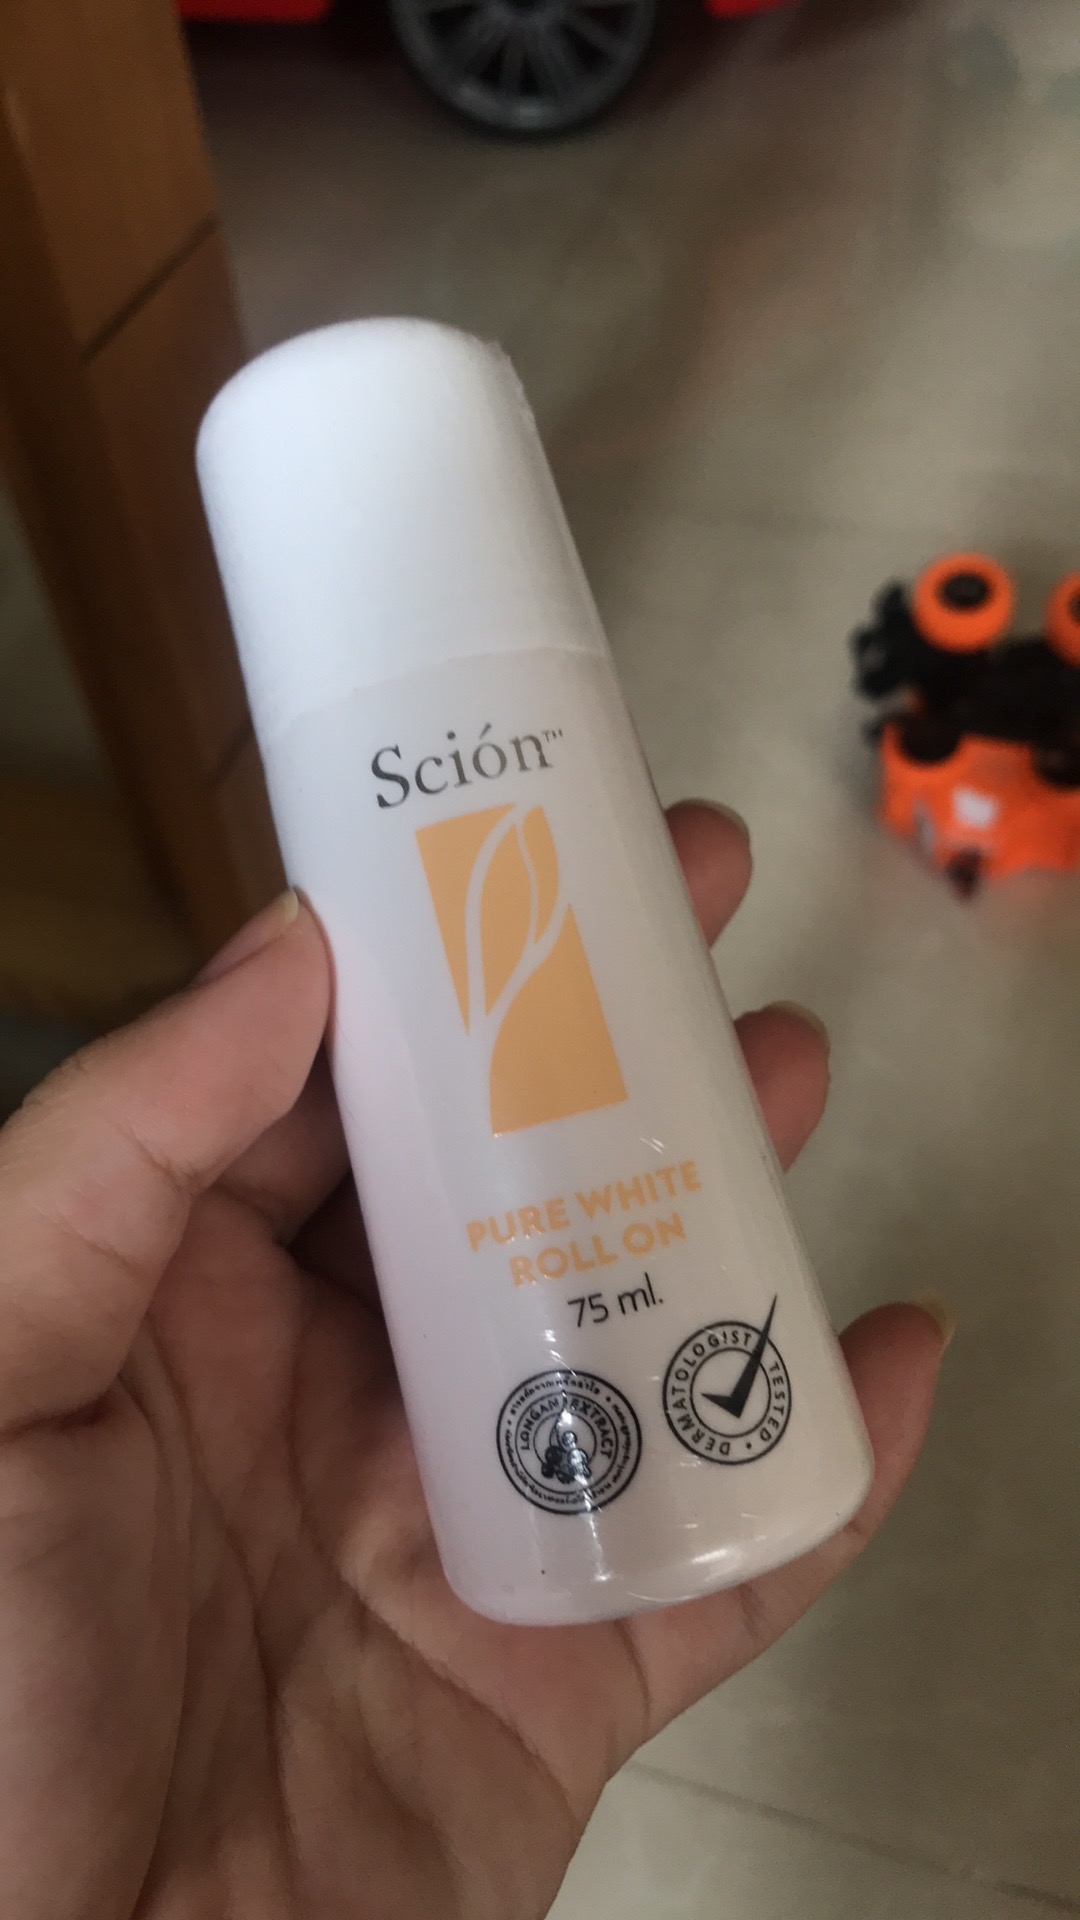 Sción™
PURE WHITE
ROLL ON
75 ml.
LONGAN EXTRACT
DERMATOLOGIST TESTED •